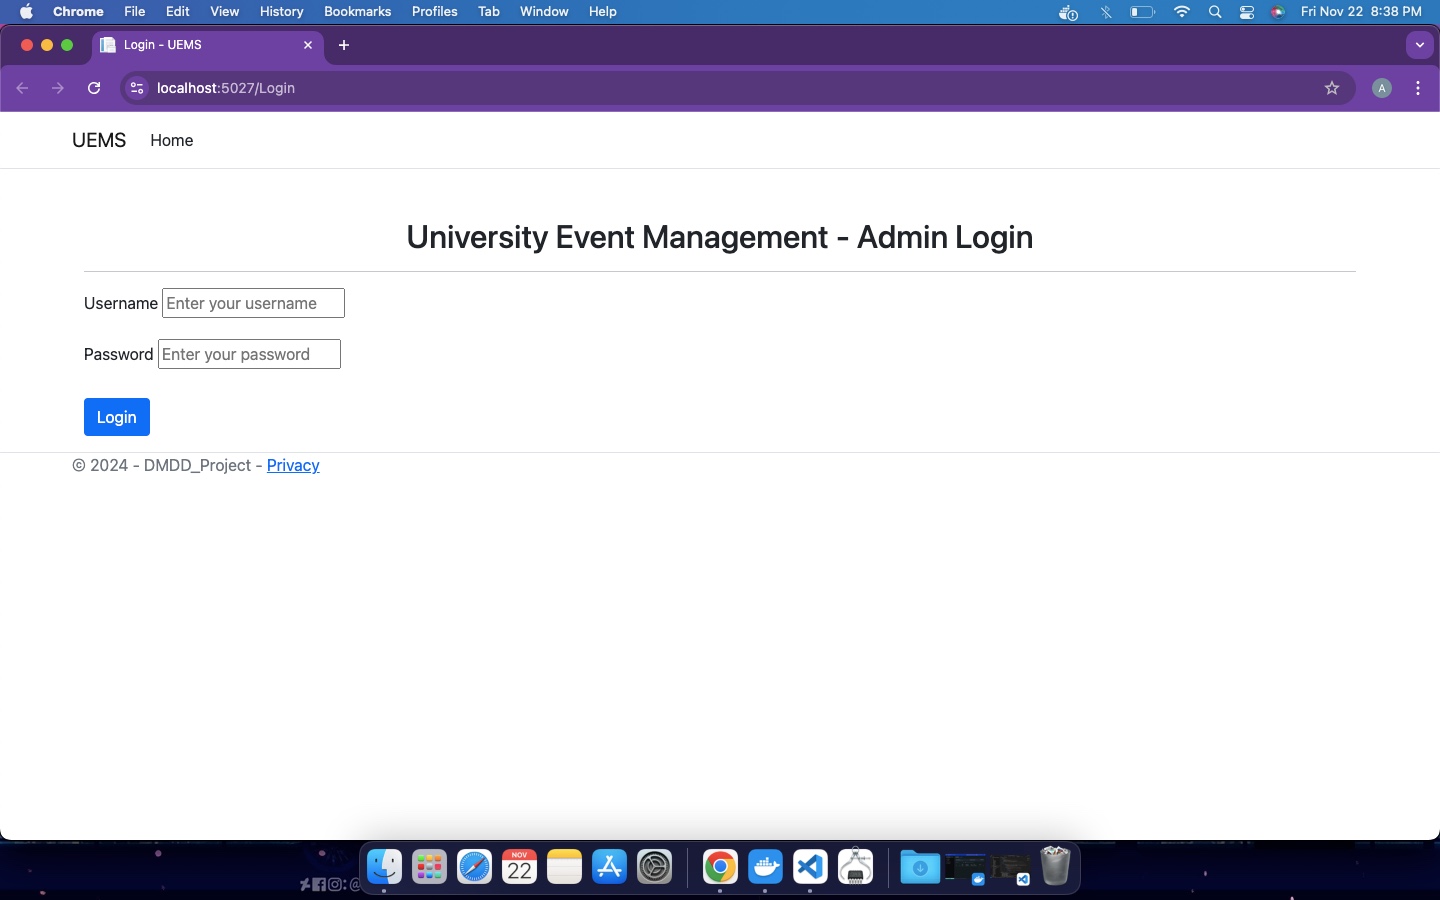 Chrome File Edit View History Bookmarks Profiles Tab Window Help Fri Nov 22 8:38 PM
Login - UEMS
localhost:5027/Login A
UEMS Home
University Event Management - Admin Login
Username Enter your username
Password Enter your password
Login
© 2024 - DMDD_Project - Privacy
NOV
22